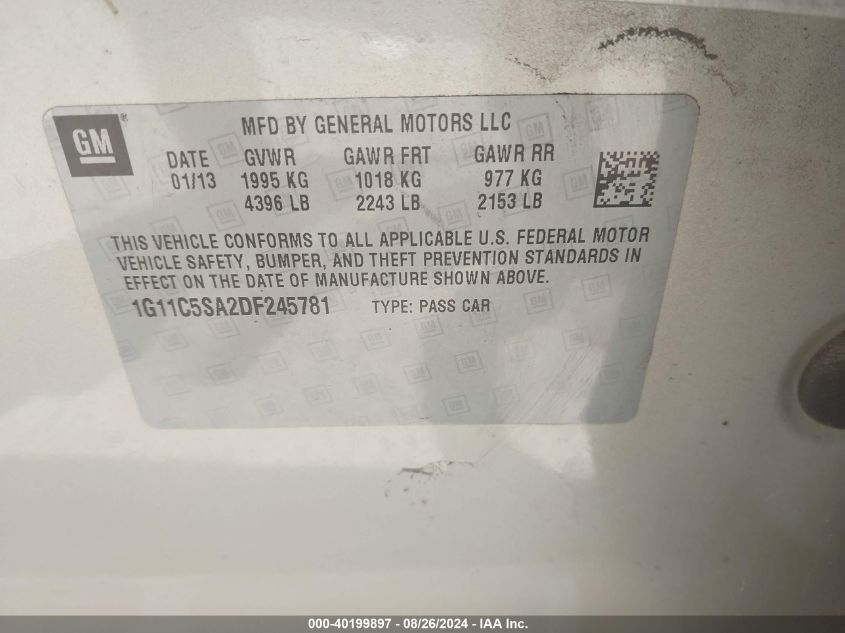 GM®
MFD BY GENERAL MOTORS LLC
DATE GVWR GAWR FRT GAWR RR
01/13 1995 KG 1018 KG 977 KG
4396 LB 2243 LB 2153 LB
THIS VEHICLE CONFORMS TO ALL APPLICABLE U.S. FEDERAL MOTOR
VEHICLE SAFETY, BUMPER, AND THEFT PREVENTION STANDARDS IN
EFFECT ON THE DATE OF MANUFACTURE SHOWN ABOVE.
1G11C5SA2DF245781 TYPE: PASS CAR
000-40199897 - 08/26/2024 - IAA Inc.